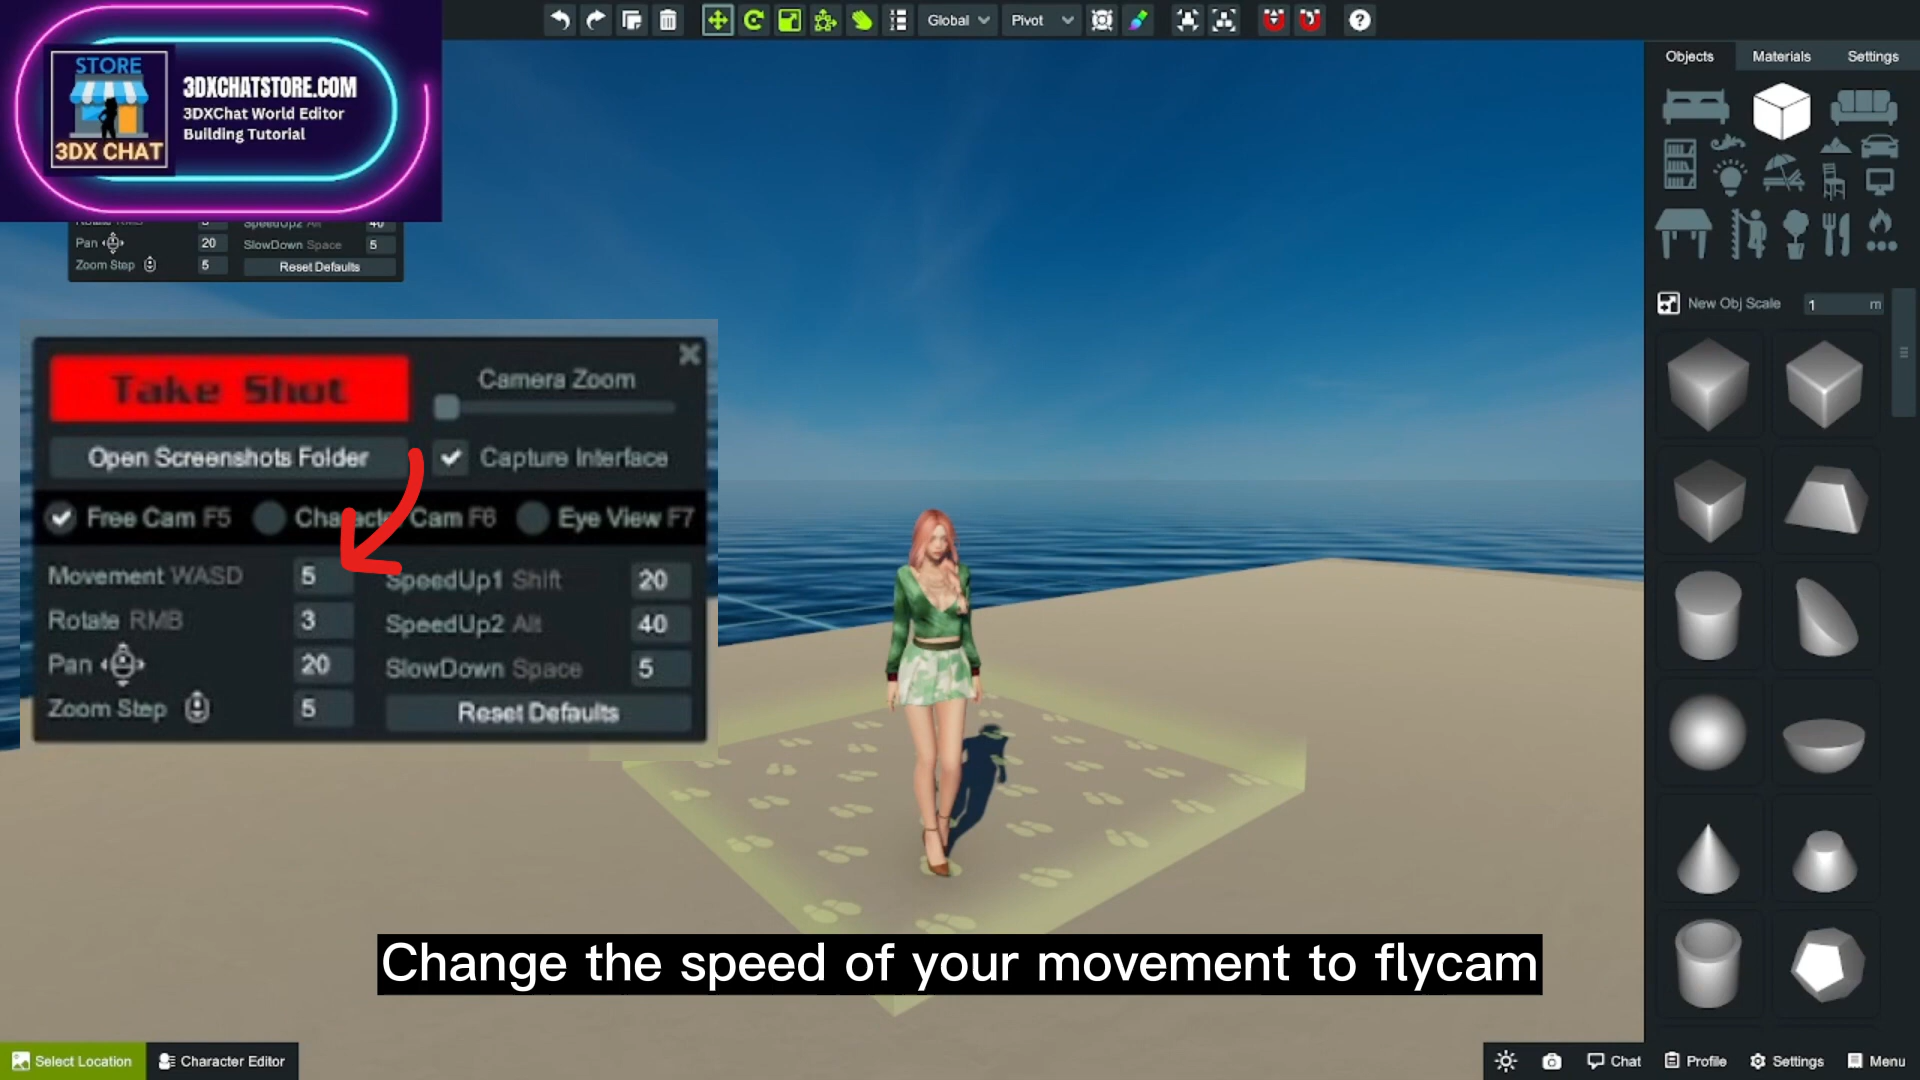 Global
Pivot
STORE
3DX CHAT
3DXCHATSTORE.COM
3DXChat World Editor
Building Tutorial
Objects
Materials
Settings
SpeedUp2 Alt
40
Pan
20
SlowDown Space
5
Zoom Step
5
Reset Defaults
New Obj Scale
1
m
Take Shot
Camera Zoom
Open Screenshots Folder
Capture Interface
Free Cam F5
Character Cam F6
Eye View F7
Movement WASD
5
SpeedUp1 Shift
20
Rotate RMB
3
SpeedUp2 Alt
40
Pan
20
SlowDown Space
5
Zoom Step
5
Reset Defaults
Change the speed of your movement to flycam
Select Location
Character Editor
Chat
Profile
Settings
Menu